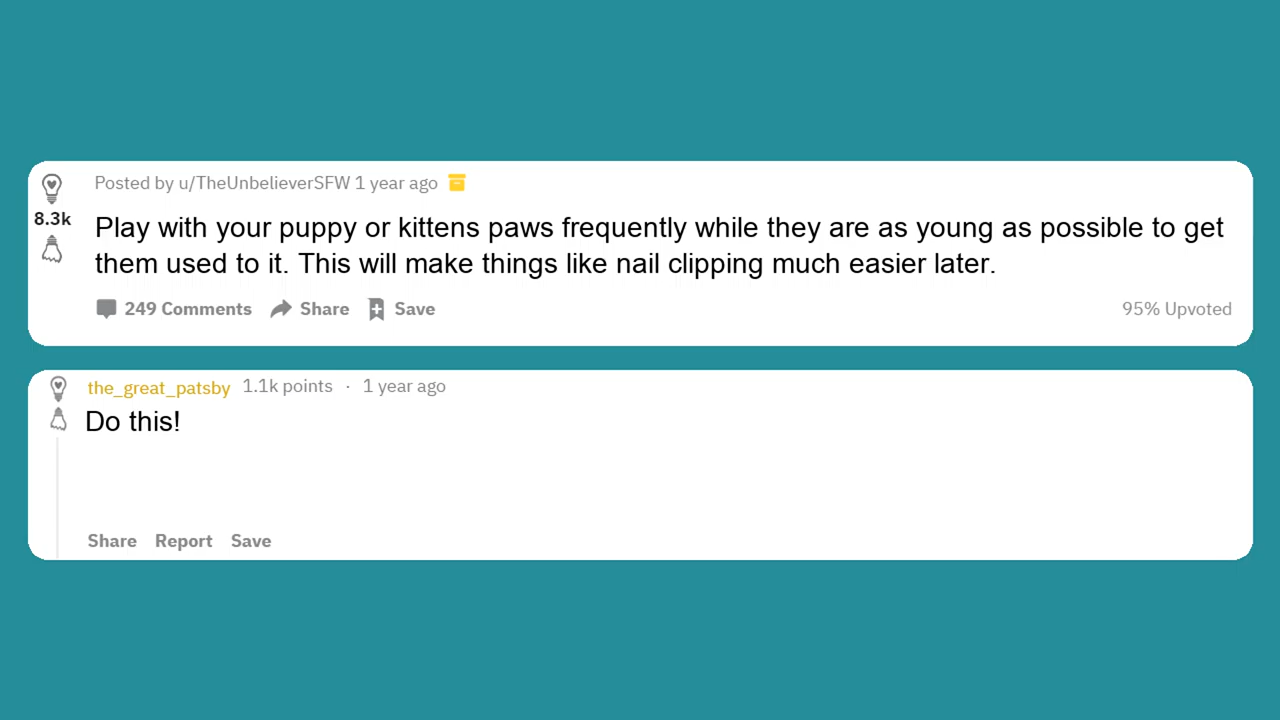 Posted by u/TheUnbelieverSFW 1 year ago
8.3k
Play with your puppy or kittens paws frequently while they are as young as possible to get
them used to it. This will make things like nail clipping much easier later.
249 Comments Share Save 95% Upvoted
the_great_patsby 1.1k points · 1 year ago
Do this!
Share Report Save